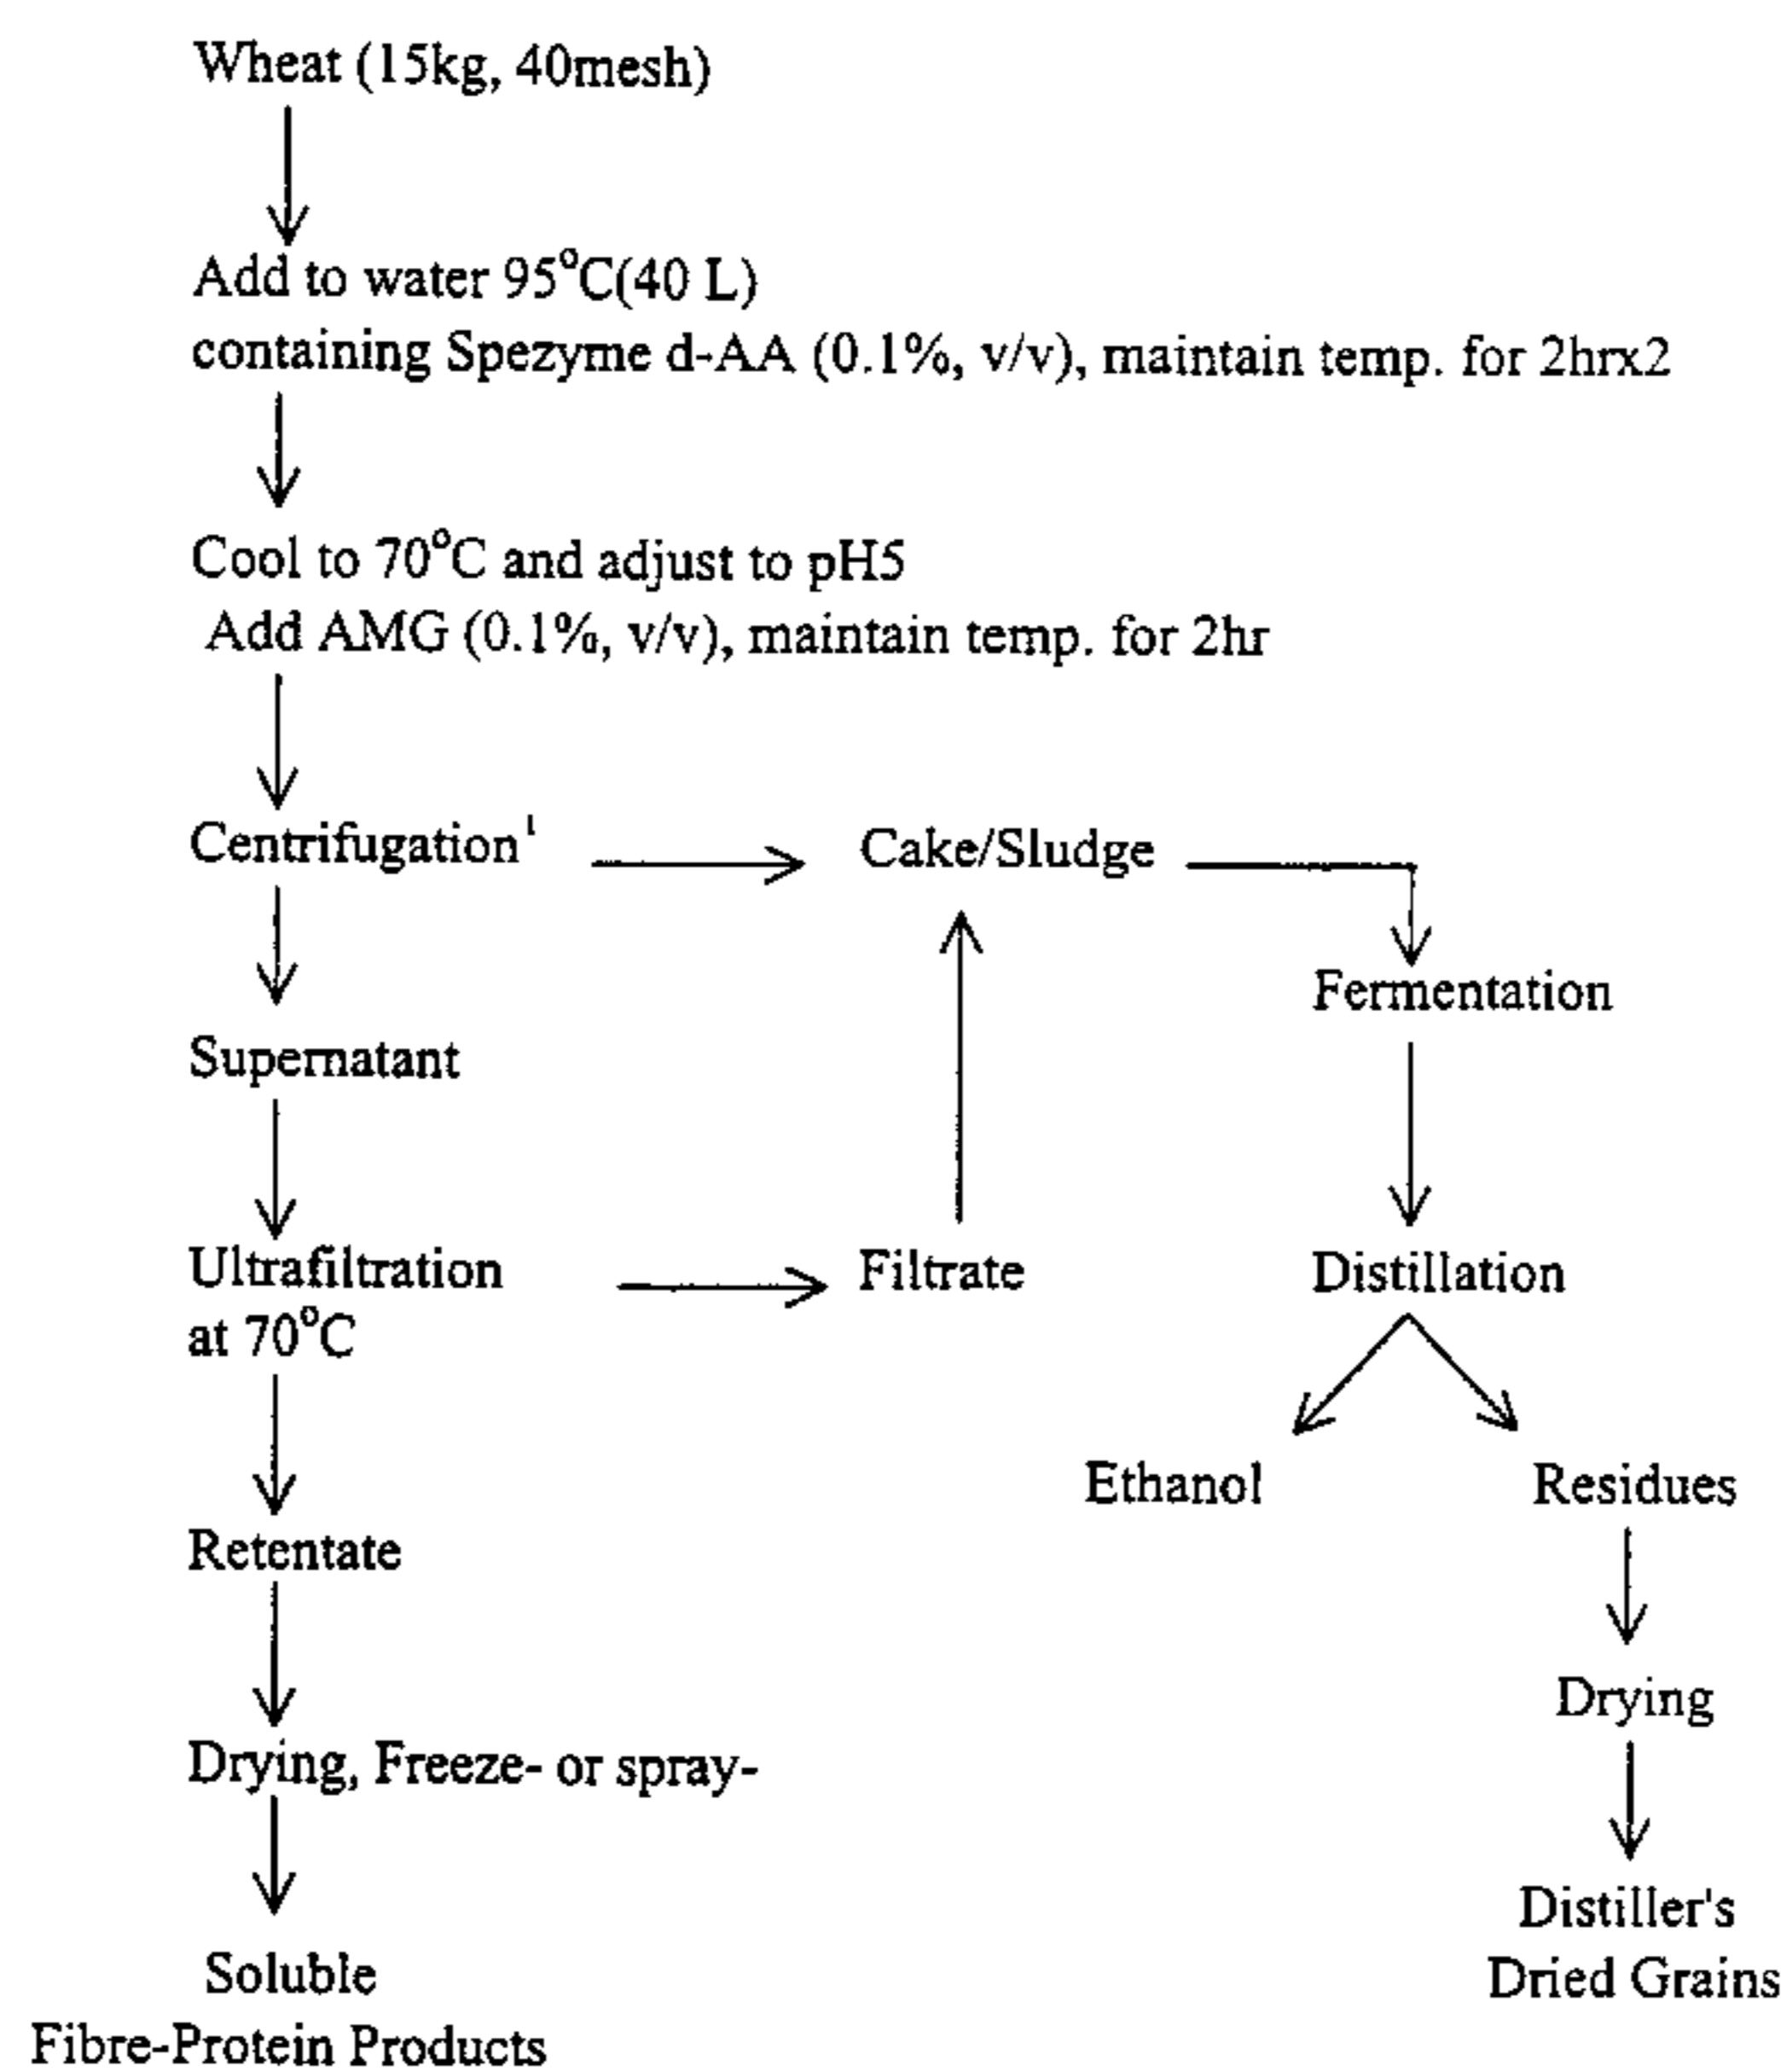 Wheat (15kg, 40mesh)
Add to water 95°C(40 L)
containing Spezyme d-AA (0.1%, v/v), maintain temp. for 2hrx2
Cool to 70°C and adjust to pH5
Add AMG (0.1%, v/v), maintain temp. for 2hr
Centrifugation¹
Cake/Sludge
Fermentation
Supernatant
Ultrafiltration
at 70°C
Filtrate
Distillation
Ethanol
Residues
Retentate
Drying
Drying, Freeze- or spray-
Distiller's
Dried Grains
Soluble
Fibre-Protein Products